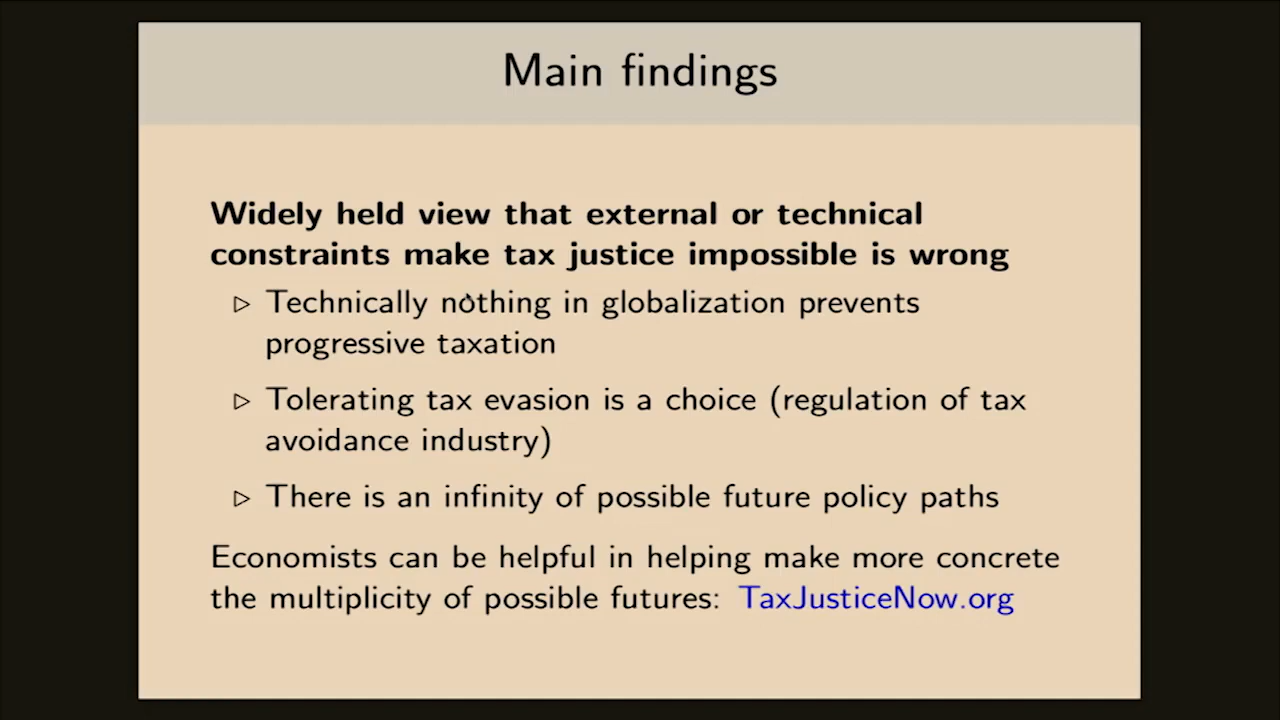 Main findings
Widely held view that external or technical
constraints make tax justice impossible is wrong
▷ Technically nothing in globalization prevents
progressive taxation
▷ Tolerating tax evasion is a choice (regulation of tax
avoidance industry)
▷ There is an infinity of possible future policy paths
Economists can be helpful in helping make more concrete
the multiplicity of possible futures: TaxJusticeNow.org